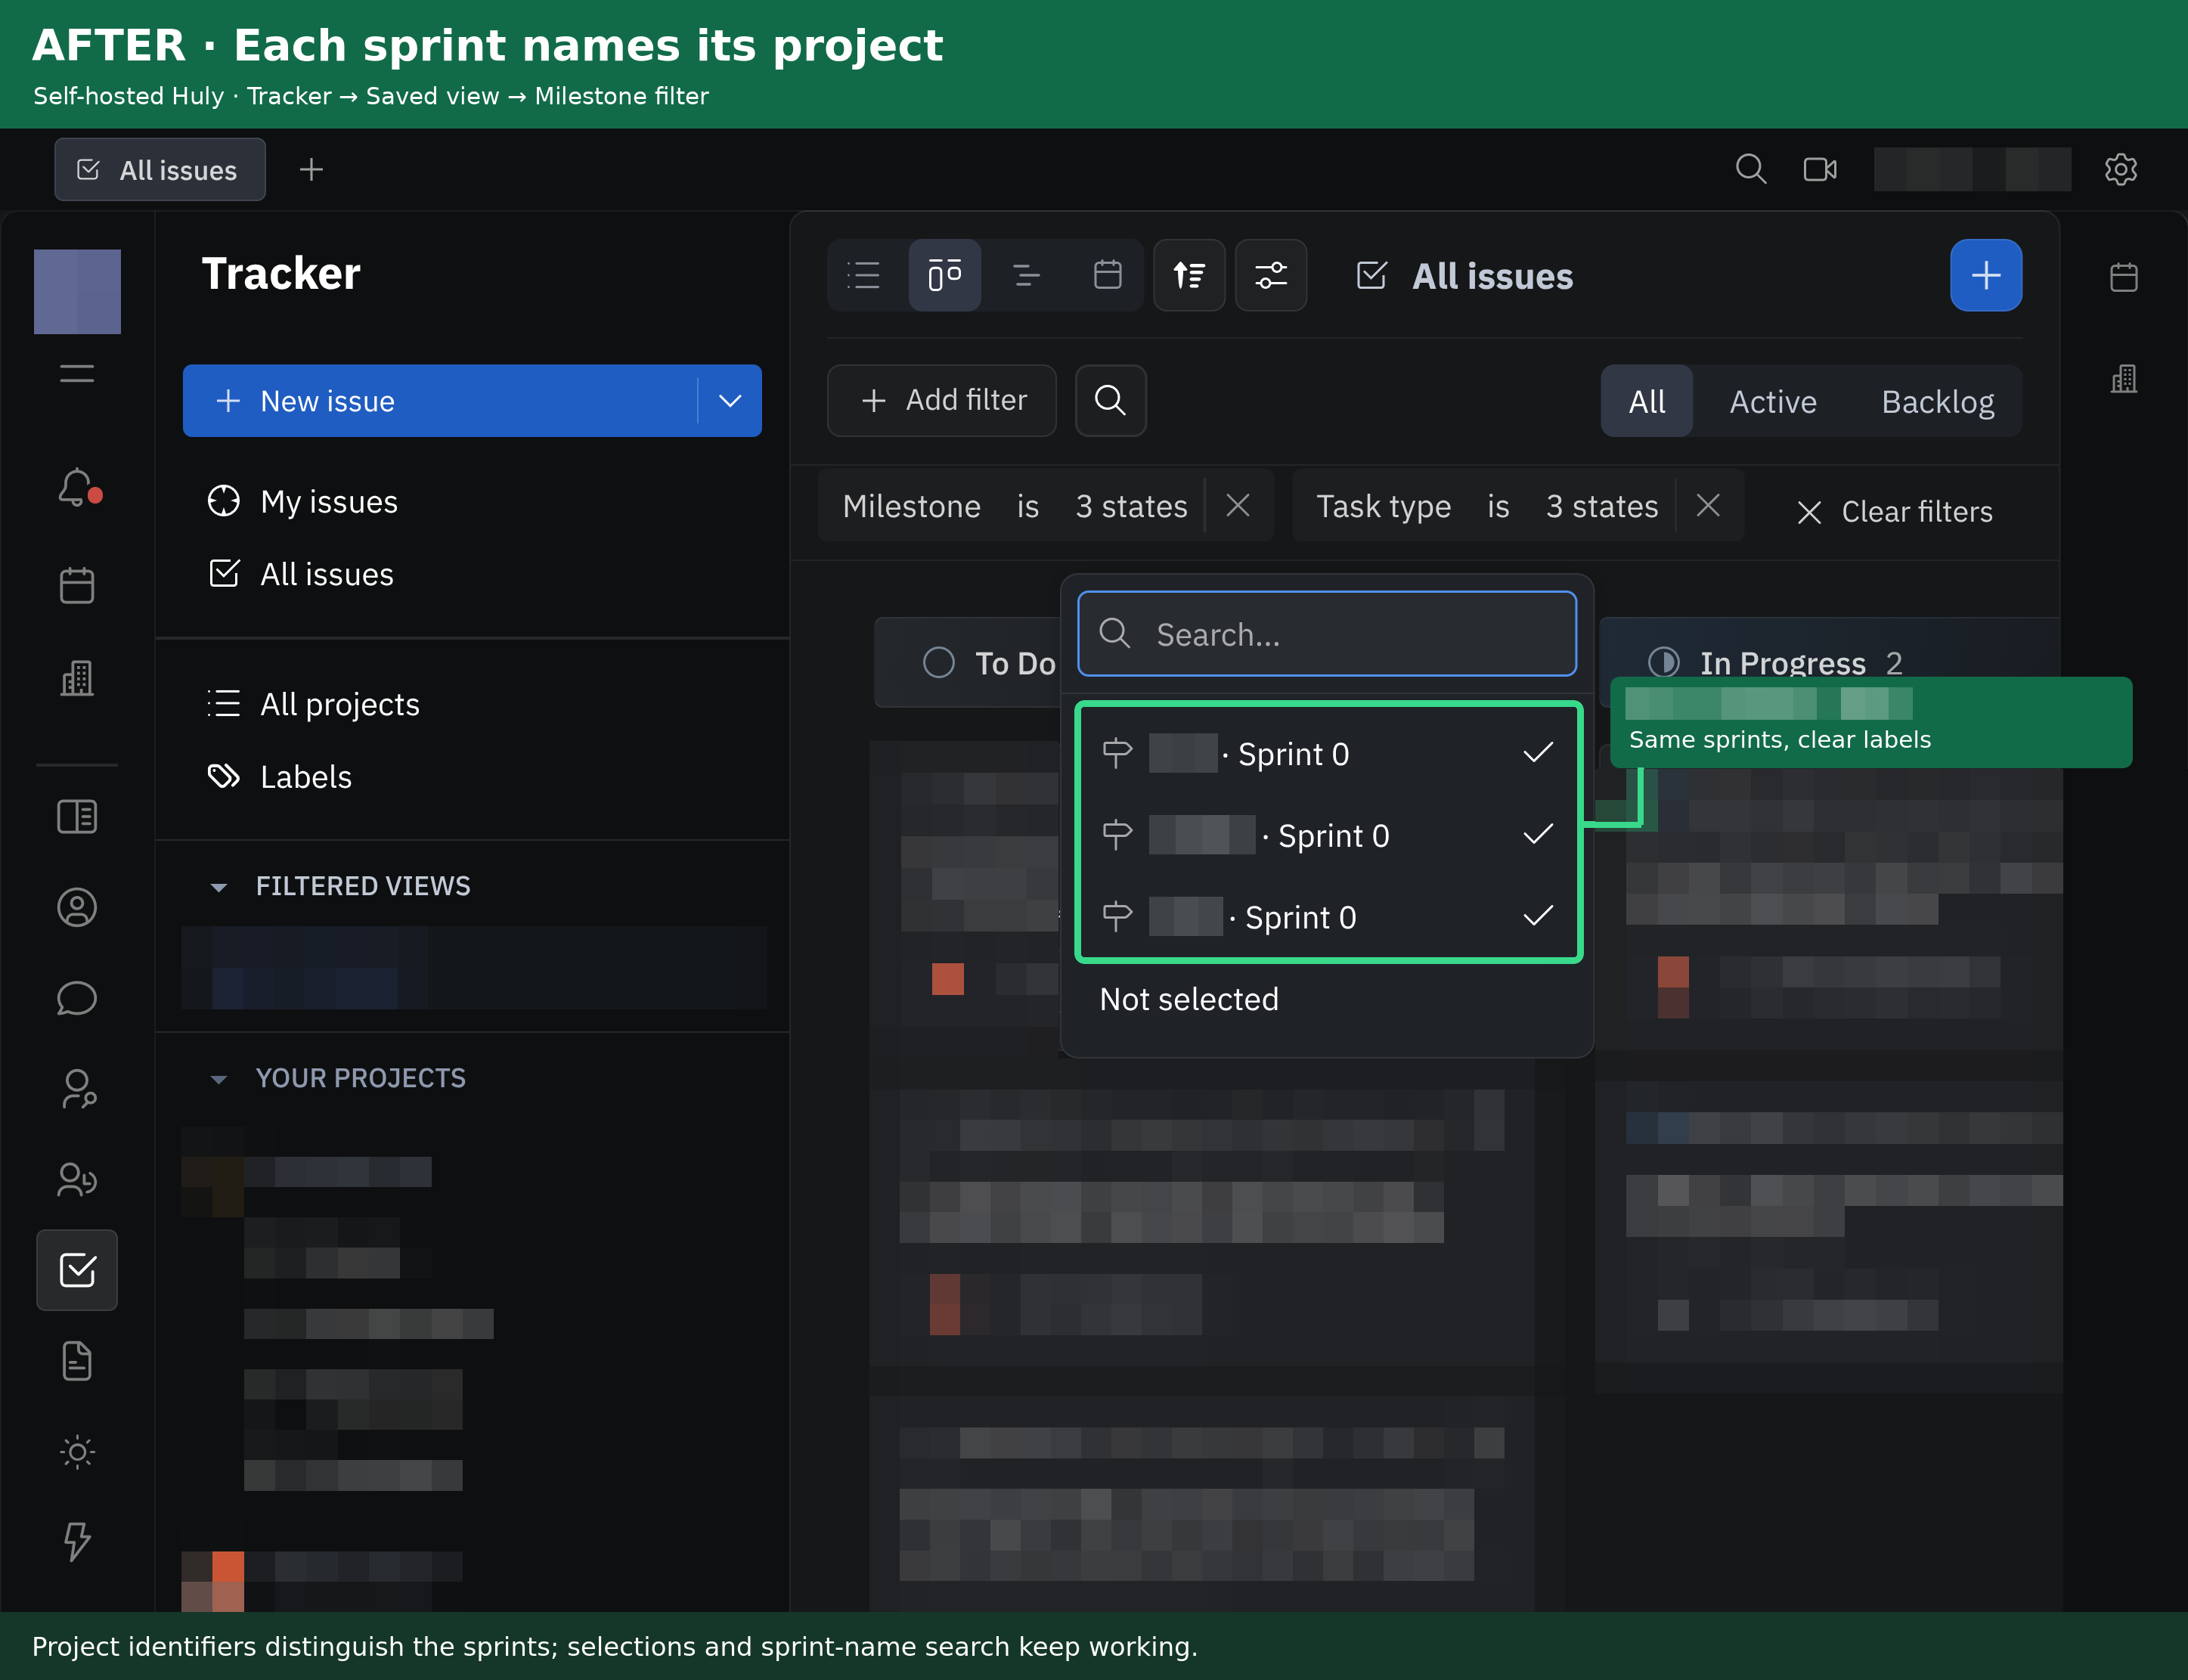 AFTER · Each sprint names its project
Self-hosted Huly · Tracker → Saved view → Milestone filter
All issues
Tracker
New issue
My issues
All issues
All projects
Labels
FILTERED VIEWS
YOUR PROJECTS
All issues
Add filter
All Active Backlog
Milestone is 3 states
Task type is 3 states
Clear filters
To Do
Search...
In Progress 2
Same sprints, clear labels
· Sprint 0
· Sprint 0
· Sprint 0
Not selected
Project identifiers distinguish the sprints; selections and sprint-name search keep working.